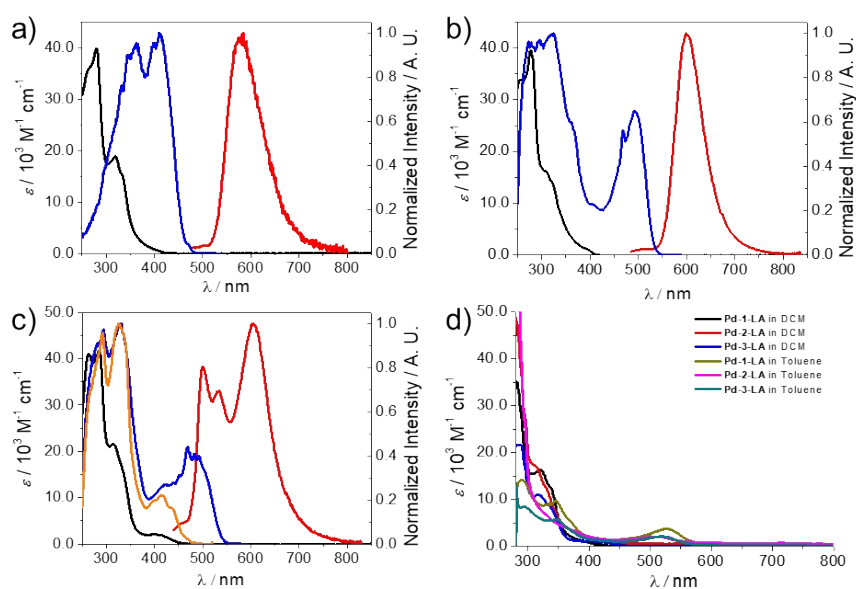 a)
ε / 10³ M⁻¹ cm⁻¹
40.0
30.0
20.0
10.0
0.0
300 400 500 600 700 800
λ / nm
1.0
0.8
0.6
0.4
0.2
0.0
Normalized Intensity / A. U.
b)
ε / 10³ M⁻¹ cm⁻¹
40.0
30.0
20.0
10.0
0.0
300 400 500 600 700 800
λ / nm
1.0
0.8
0.6
0.4
0.2
0.0
Normalized Intensity / A. U.
c)
ε / 10³ M⁻¹ cm⁻¹
50.0
40.0
30.0
20.0
10.0
0.0
300 400 500 600 700 800
λ / nm
1.0
0.8
0.6
0.4
0.2
0.0
Normalized Intensity / A. U.
d)
ε / 10³ M⁻¹ cm⁻¹
50.0
40.0
30.0
20.0
10.0
0.0
300 400 500 600 700 800
λ / nm
Pd-1-LA in DCM
Pd-2-LA in DCM
Pd-3-LA in DCM
Pd-1-LA in Toluene
Pd-2-LA in Toluene
Pd-3-LA in Toluene